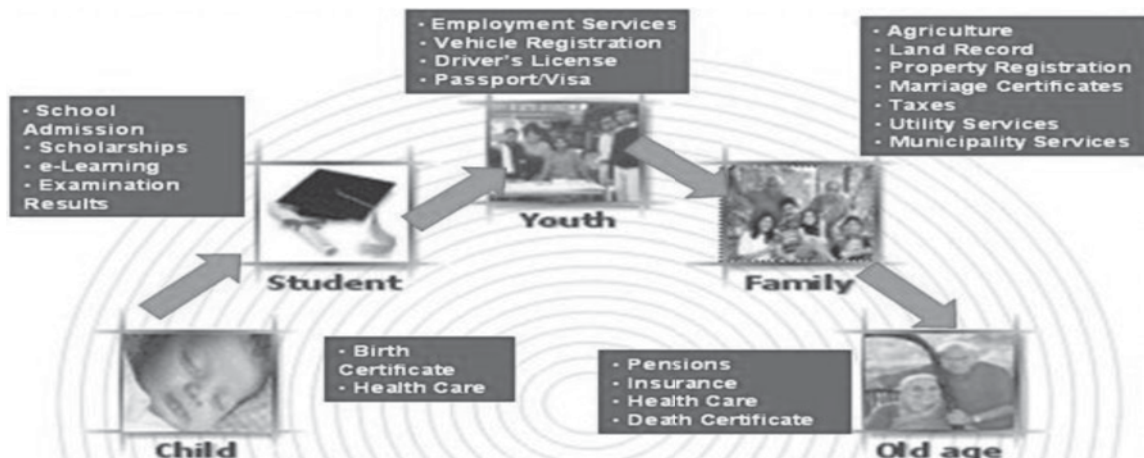 - Employment Services
- Vehicle Registration
- Driver's License
- Passport/Visa
- Agriculture
- Land Record
- Property Registration
- Marriage Certificates
- Taxes
- Utility Services
- Municipality Services
- School
Admission
- Scholarships
- e-Learning
- Examination
Results
Youth
Student
Family
- Birth
Certificate
- Health Care
- Pensions
- Insurance
- Health Care
- Death Certificate
Child
Old age